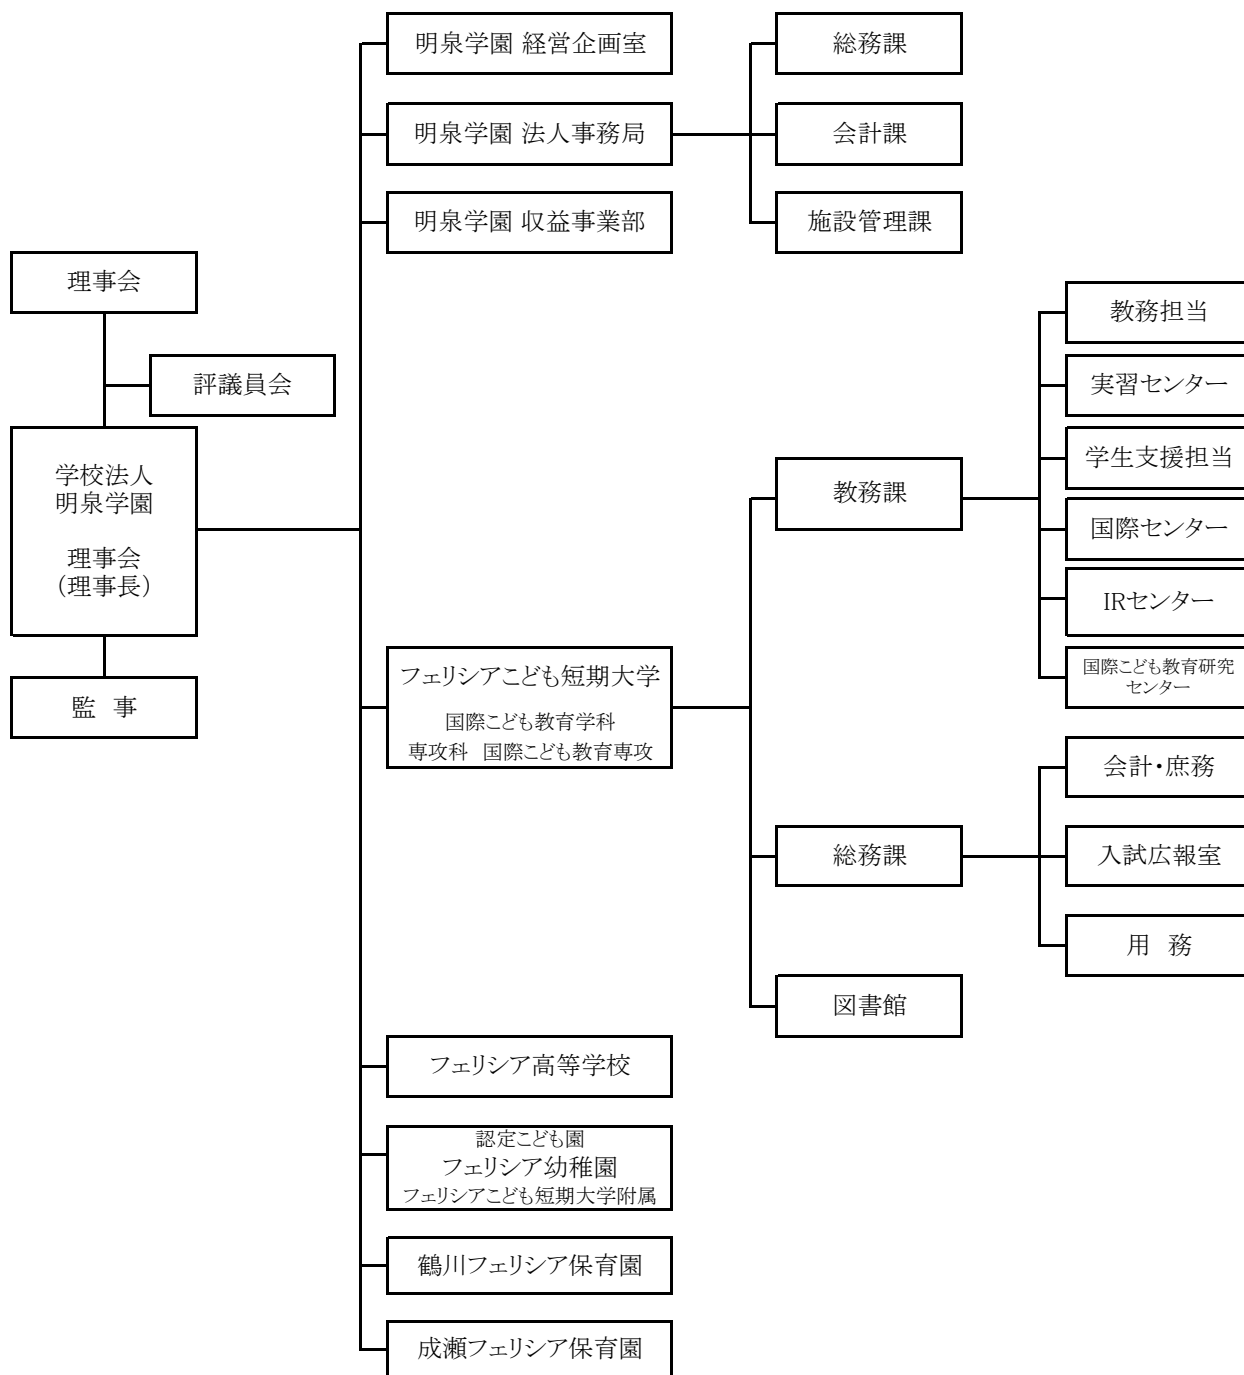 理事会
評議員会
学校法人
明泉学園
理事会
(理事長)
監 事
明泉学園 経営企画室
明泉学園 法人事務局
明泉学園 収益事業部
総務課
会計課
施設管理課
フェリシアこども短期大学
国際こども教育学科
専攻科 国際こども教育専攻
教務課
教務担当
実習センター
学生支援担当
国際センター
IRセンター
国際こども教育研究
センター
総務課
会計・庶務
入試広報室
用 務
図書館
フェリシア高等学校
認定こども園
フェリシア幼稚園
フェリシアこども短期大学附属
鶴川フェリシア保育園
成瀬フェリシア保育園